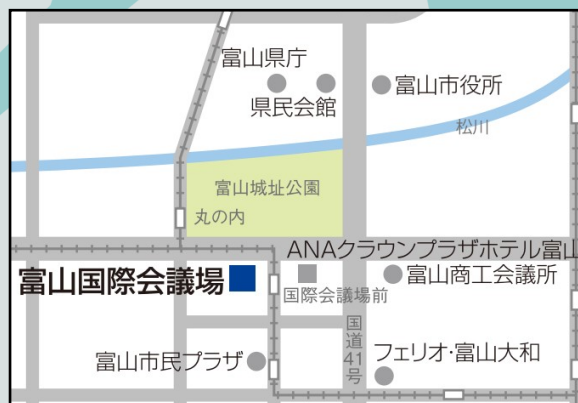 富山県庁
県民会館
富山市役所
松川
富山城址公園
丸の内
ANAクラウンプラザホテル富山
富山国際会議場
国際会議場前
富山商工会議所
国道41号
富山市民プラザ
フェリオ・富山大和